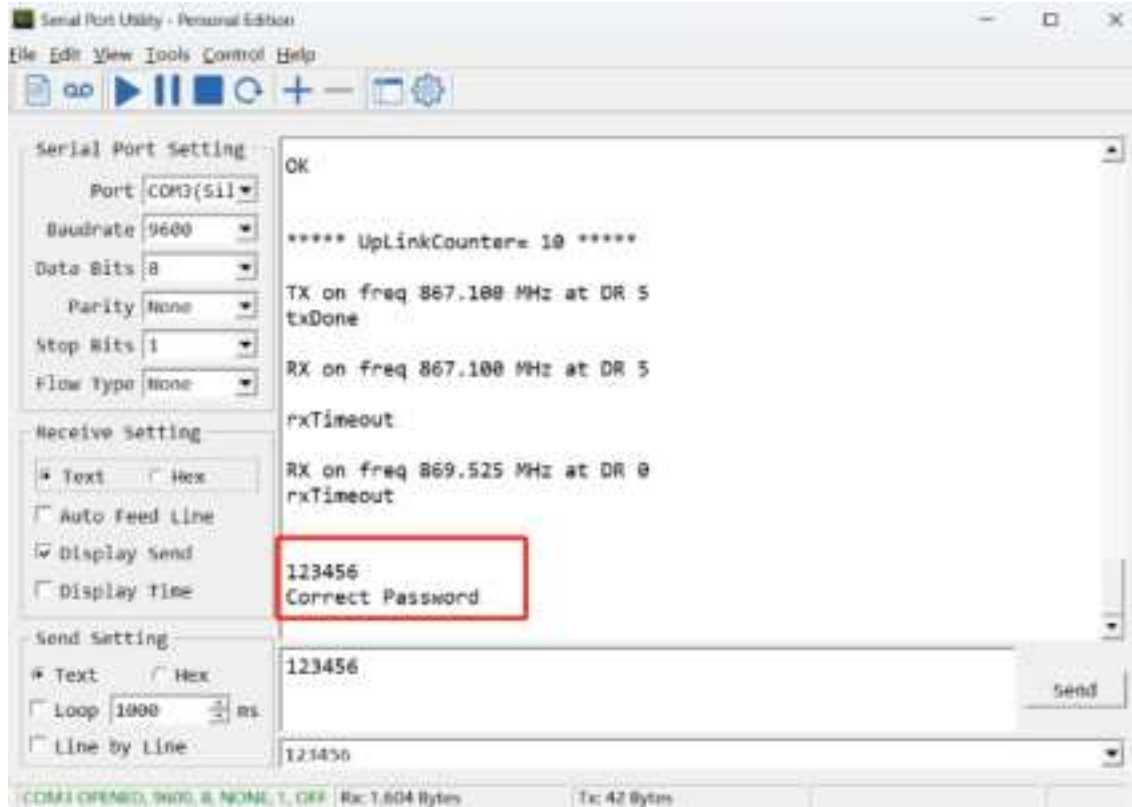 Serial Port Utility - Personal Edition
File Edit View Tools Control Help
Serial Port Setting
Port COM3(Sil
Baudrate 9600
Data Bits 8
Parity None
Stop Bits 1
Flow Type None
Receive Setting
Text Hex
Auto Feed Line
Display Send
Display Time
Send Setting
Text Hex
Loop 1000 ms
Line by Line
OK
***** UpLinkCounter= 10 *****
TX on freq 867.100 MHz at DR 5
txDone
RX on freq 867.100 MHz at DR 5
rxTimeout
RX on freq 869.525 MHz at DR 0
rxTimeout
123456
Correct Password
123456
Send
123456
COM3 OPENED, 9600, 8, NONE, 1, OFF Rx: 1,604 Bytes Tx: 42 Bytes